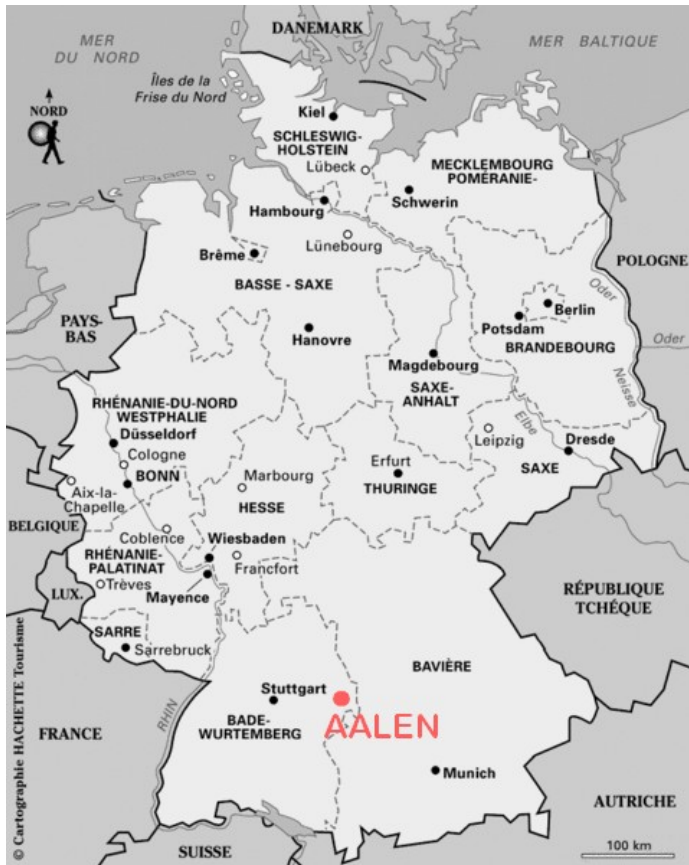 DANEMARK
MER
DU NORD
MER BALTIQUE
Îles de la
Frise du Nord
NORD
Kiel
SCHLESWIG-
HOLSTEIN
Lübeck
MECKLEMBOURG
POMÉRANIE-
Schwerin
Hambourg
Lünebourg
Brême
BASSE - SAXE
POLOGNE
PAYS-
BAS
Hanovre
Berlin
Potsdam
BRANDEBOURG
Oder
Oder
Magdebourg
SAXE-
ANHALT
Neisse
RHÉNANIE-DU-NORD
WESTPHALIE
Düsseldorf
Cologne
BONN
Aix-la-
Chapelle
Marbourg
HESSE
Erfurt
THURINGE
Leipzig
Elbe
Dresde
SAXE
BELGIQUE
Coblence
Wiesbaden
RHÉNANIE-
PALATINAT
Francfort
Trèves
Mayence
LUX.
RÉPUBLIQUE
TCHÈQUE
SARRE
Sarrebruck
BAVIÈRE
Stuttgart
BADE-
WURTEMBERG
AALEN
RHIN
FRANCE
Munich
AUTRICHE
SUISSE
100 km
© Cartographie HACHETTE Tourisme